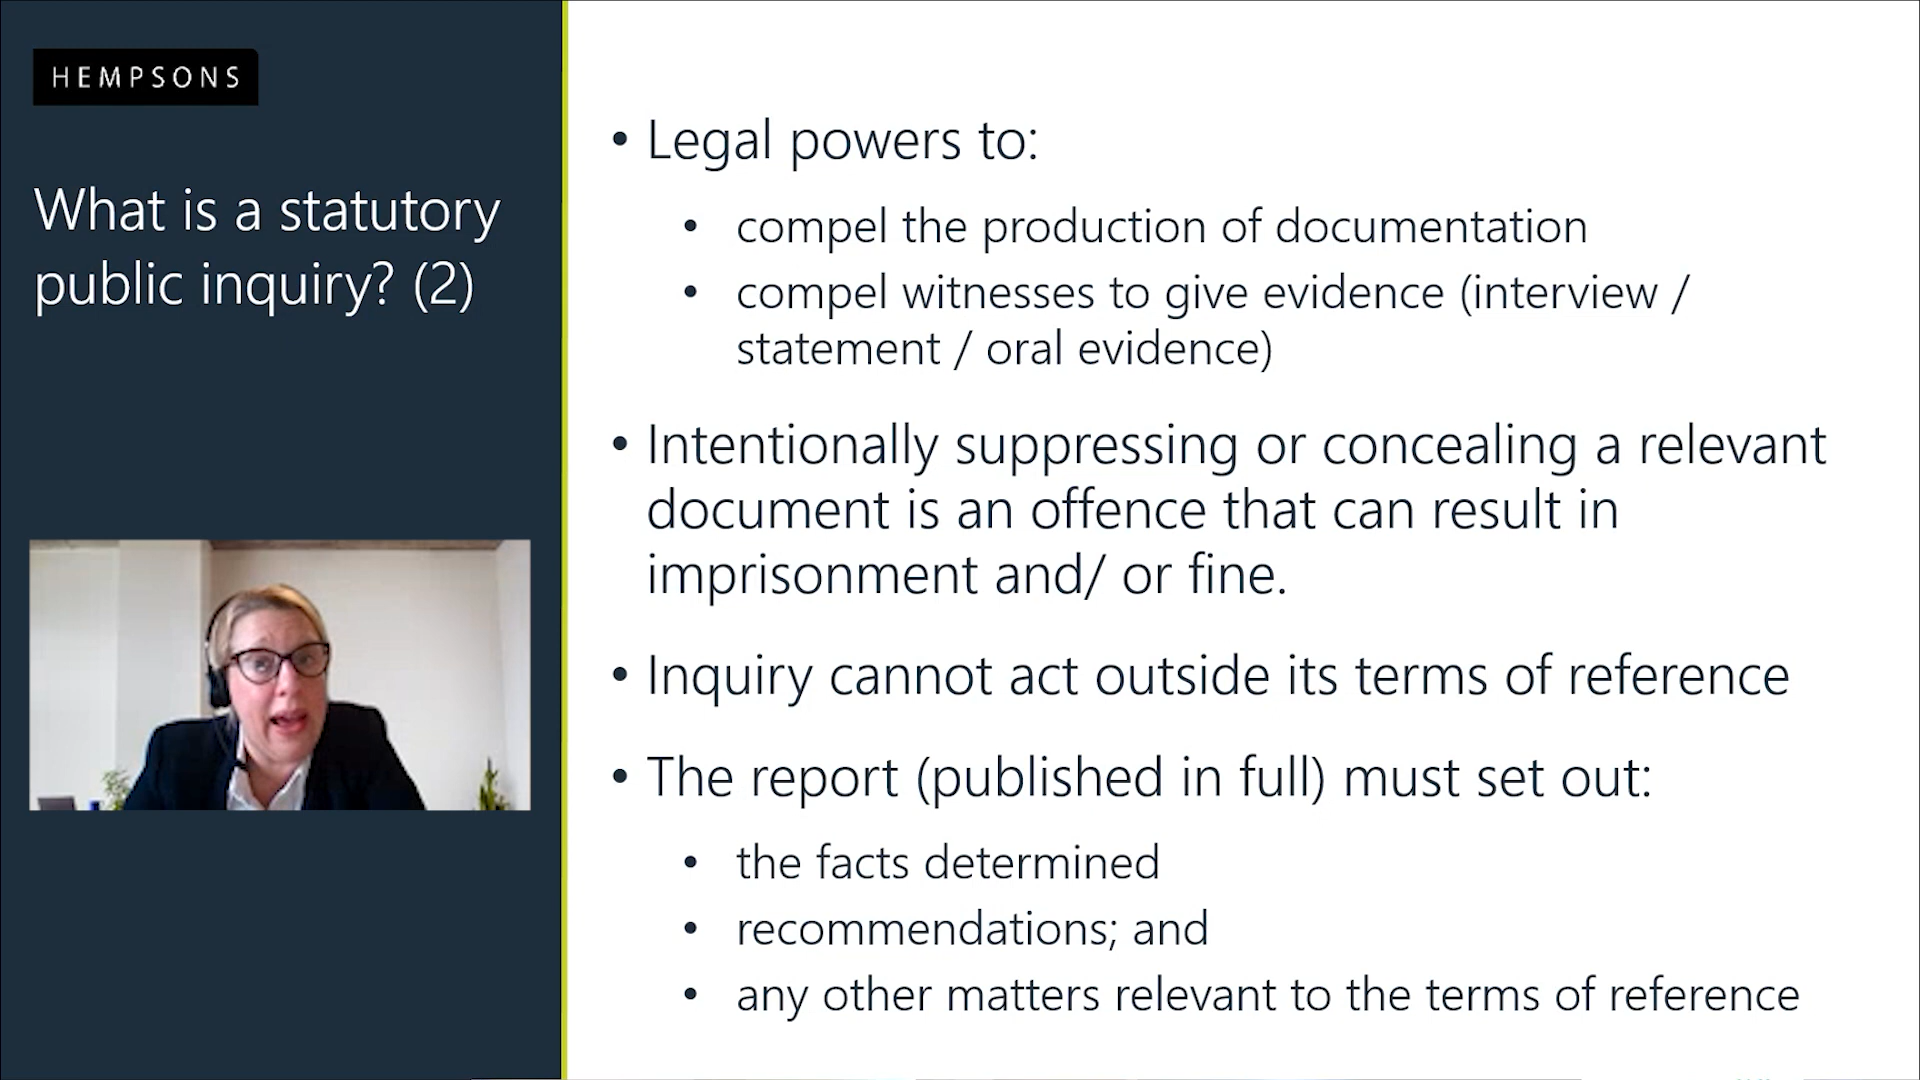 HEMPSONS
What is a statutory
public inquiry? (2)
• Legal powers to:
• compel the production of documentation
• compel witnesses to give evidence (interview /
statement / oral evidence)
• Intentionally suppressing or concealing a relevant
document is an offence that can result in
imprisonment and/ or fine.
• Inquiry cannot act outside its terms of reference
• The report (published in full) must set out:
• the facts determined
• recommendations; and
• any other matters relevant to the terms of reference